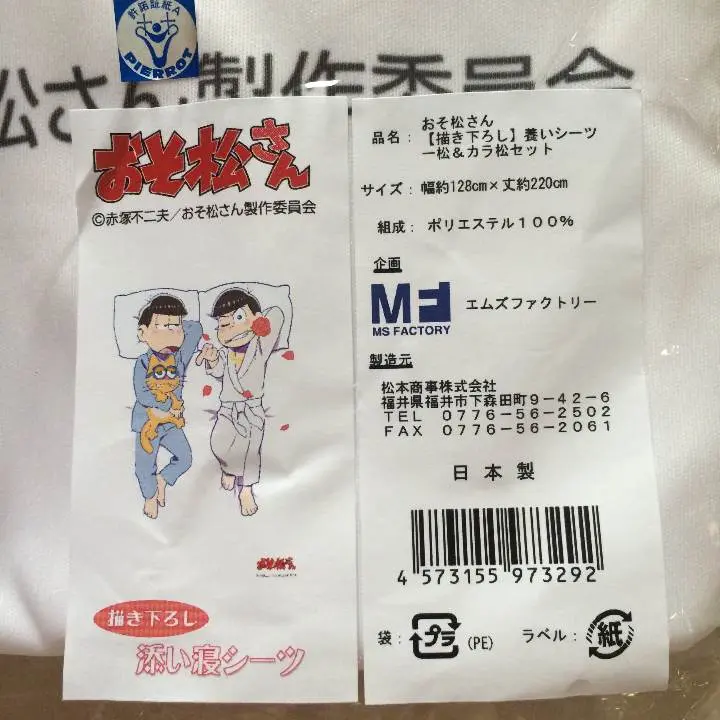 許諾証紙A
PIERROT
松さん製作委員会
おそ松さん
©赤塚不二夫/おそ松さん製作委員会
おそ松さん
描き下ろし
添い寝シーツ
品名: おそ松さん
【描き下ろし】養いシーツ
一松&カラ松セット
サイズ: 幅約128cm×丈約220cm
組成: ポリエステル100%
企画
MF
MS FACTORY
エムズファクトリー
製造元
松本商事株式会社
福井県福井市下森田町9-42-6
TEL 0776-56-2502
FAX 0776-56-2061
日本製
4 573155 973292
袋: プラ (PE)
ラベル: 紙